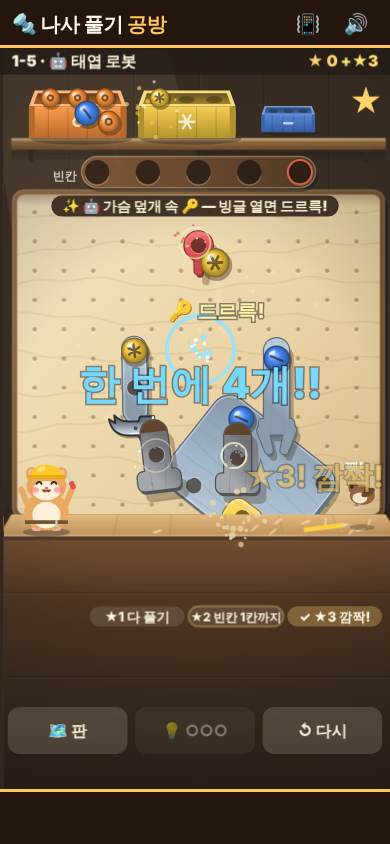 나사 풀기 공방
1-5 · 태엽 로봇
★ 0 + ★3
빈칸
가슴 덮개 속 — 빙글 열면 드르륵!
드르륵!
한 번에 4개!!
★3! 깜짝!
★1 다 풀기
★2 빈칸 1칸까지
✓ ★3 깜짝!
판
다시